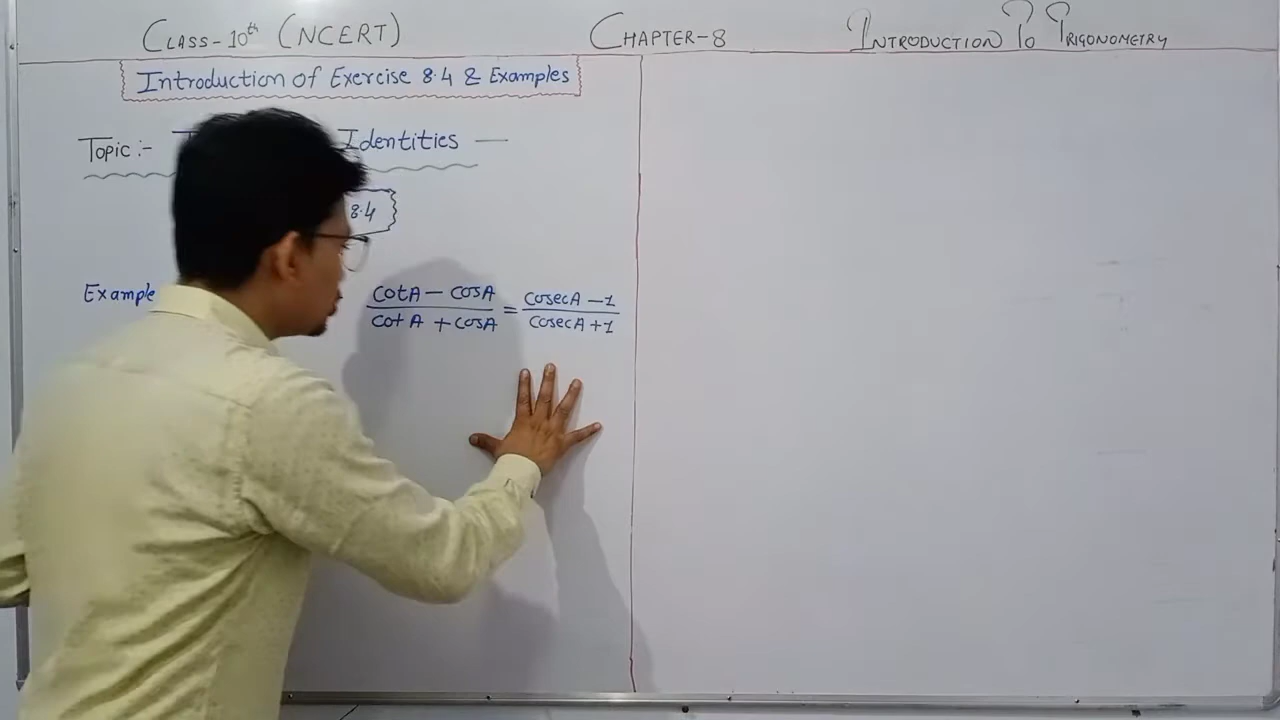 CLASS-10th (NCERT) CHAPTER-8 INTRODUCTION TO TRIGONOMETRY
Introduction of Exercise 8.4 & Examples
Topic:- Identities —
8.4
Example
cotA - cosA / cotA + cosA = cosecA - 1 / cosecA + 1